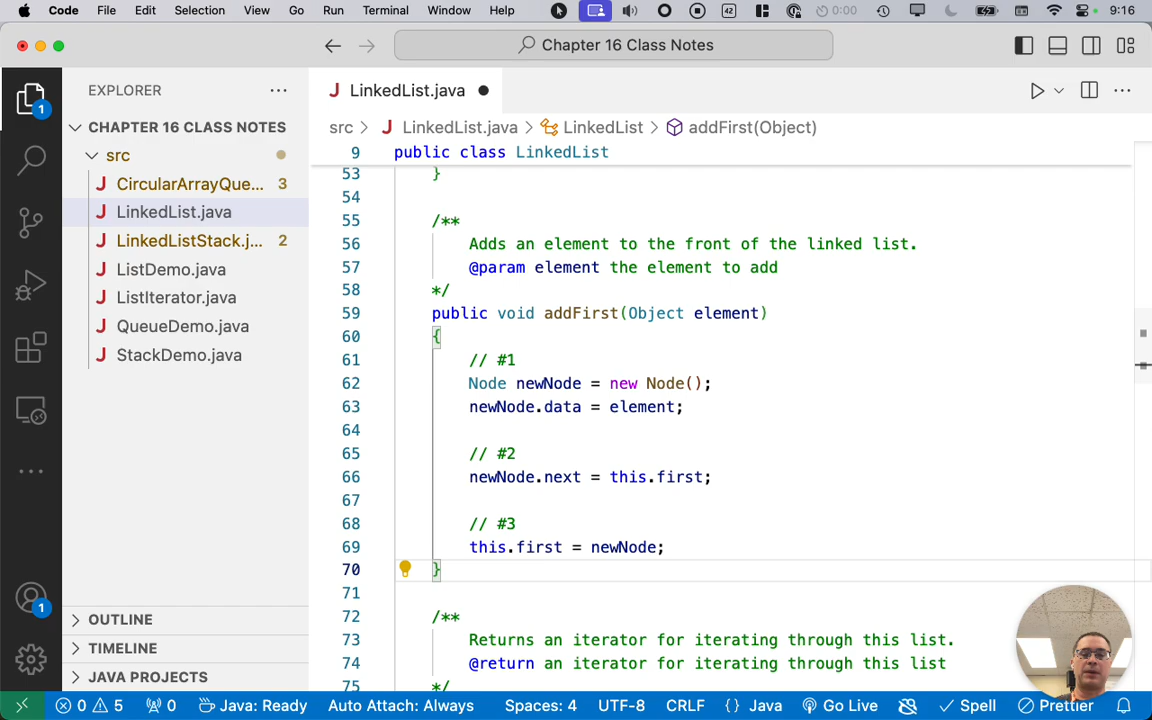 Code File Edit Selection View Go Run Terminal Window Help 42 0:00 9:16
Chapter 16 Class Notes
EXPLORER
J LinkedList.java
1
CHAPTER 16 CLASS NOTES
src > J LinkedList.java > LinkedList > addFirst(Object)
9 public class LinkedList
src
J CircularArrayQue... 3
J LinkedList.java
J LinkedListStack.j... 2
J ListDemo.java
J ListIterator.java
J QueueDemo.java
J StackDemo.java
53 }
54
55 /**
56 Adds an element to the front of the linked list.
57 @param element the element to add
58 */
59 public void addFirst(Object element)
60 {
61 // #1
62 Node newNode = new Node();
63 newNode.data = element;
64
65 // #2
66 newNode.next = this.first;
67
68 // #3
69 this.first = newNode;
70 }
71
72 /**
73 Returns an iterator for iterating through this list.
74 @return an iterator for iterating through this list
75 */
1
OUTLINE
TIMELINE
JAVA PROJECTS
0 5 0 Java: Ready Auto Attach: Always Spaces: 4 UTF-8 CRLF {} Java Go Live Spell Prettier